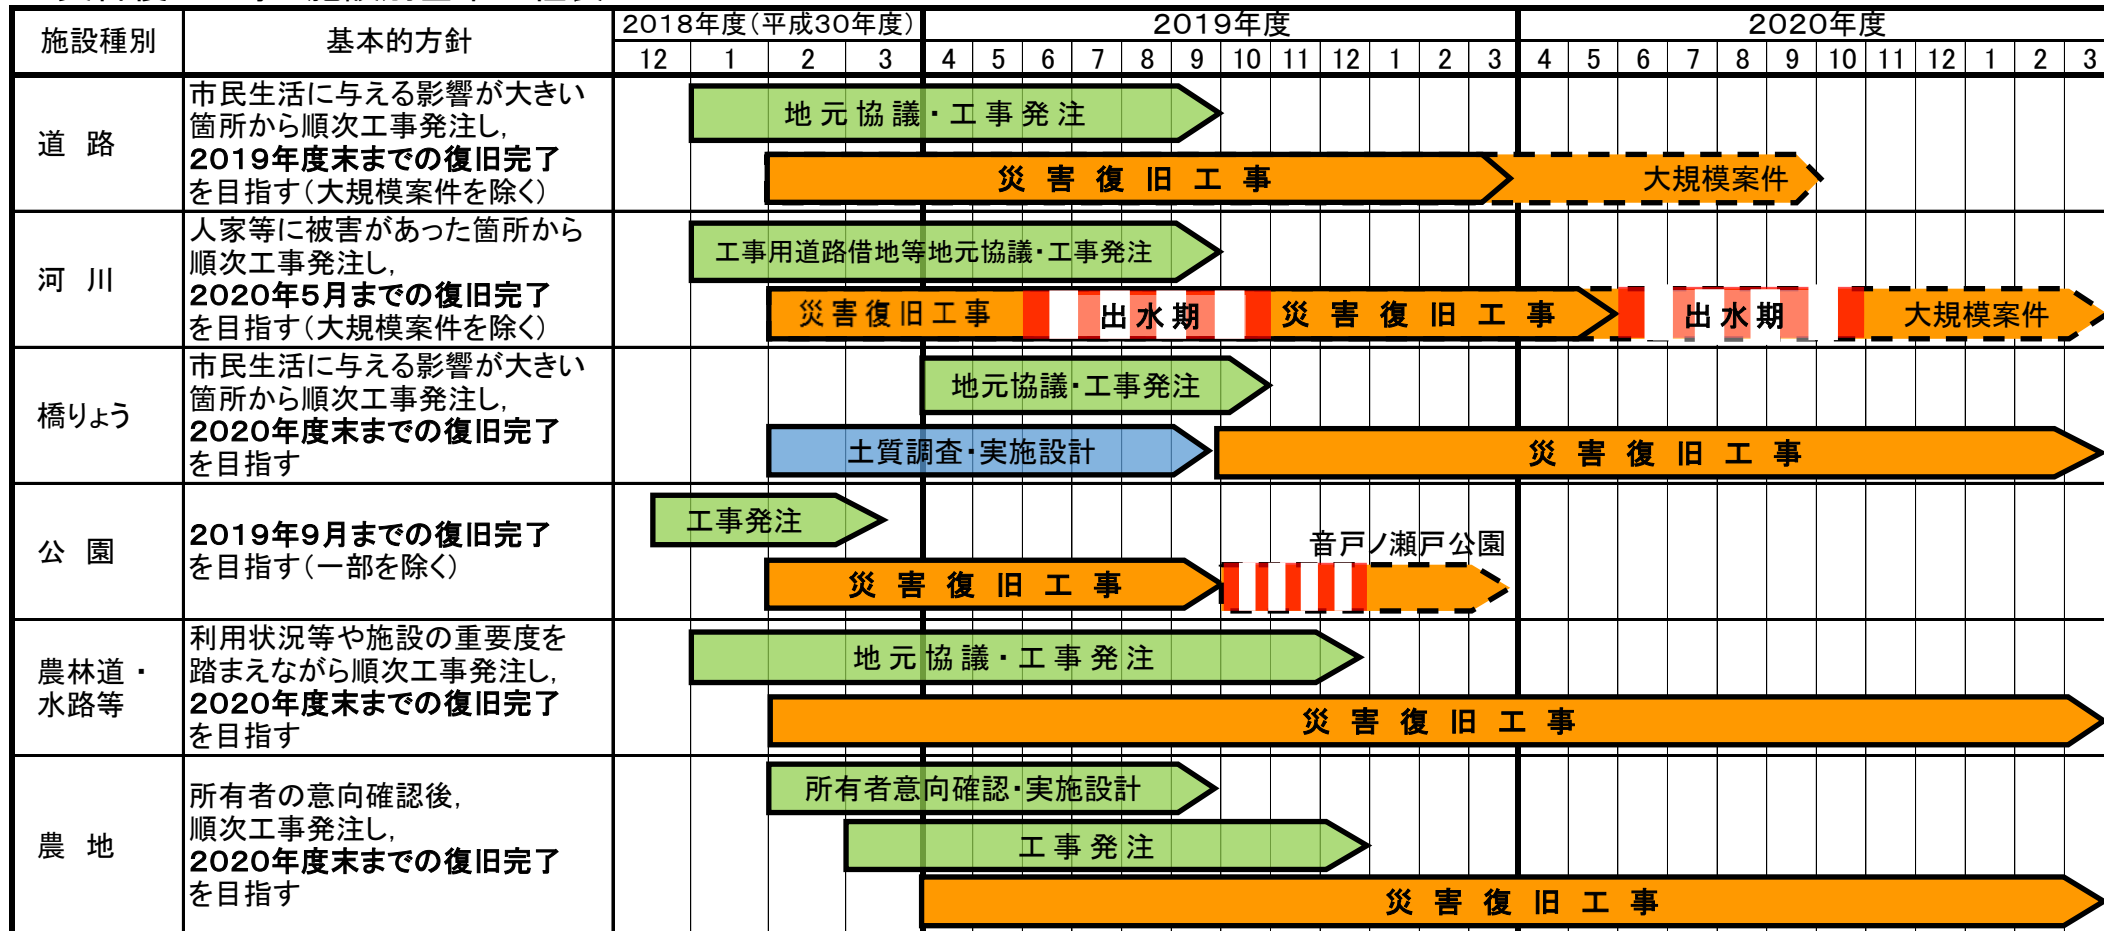 施設種別
基本的方針
2018年度(平成30年度)
2019年度
2020年度
12 1 2 3 4 5 6 7 8 9 10 11 12 1 2 3 4 5 6 7 8 9 10 11 12 1 2 3
道 路
市民生活に与える影響が大きい
箇所から順次工事発注し,
2019年度末までの復旧完了
を目指す(大規模案件を除く)
地元協議・工事発注
災害復旧工事
大規模案件
河 川
人家等に被害があった箇所から
順次工事発注し,
2020年5月までの復旧完了
を目指す(大規模案件を除く)
工事用道路借地等地元協議・工事発注
災害復旧工事
出水期
災害復旧工事
出水期
大規模案件
橋りょう
市民生活に与える影響が大きい
箇所から順次工事発注し,
2020年度末までの復旧完了
を目指す
地元協議・工事発注
土質調査・実施設計
災害復旧工事
公 園
2019年9月までの復旧完了
を目指す(一部を除く)
工事発注
災害復旧工事
音戸ノ瀬戸公園
農林道・
水路等
利用状況等や施設の重要度を
踏まえながら順次工事発注し,
2020年度末までの復旧完了
を目指す
地元協議・工事発注
災害復旧工事
農 地
所有者の意向確認後,
順次工事発注し,
2020年度末までの復旧完了
を目指す
所有者意向確認・実施設計
工事発注
災害復旧工事